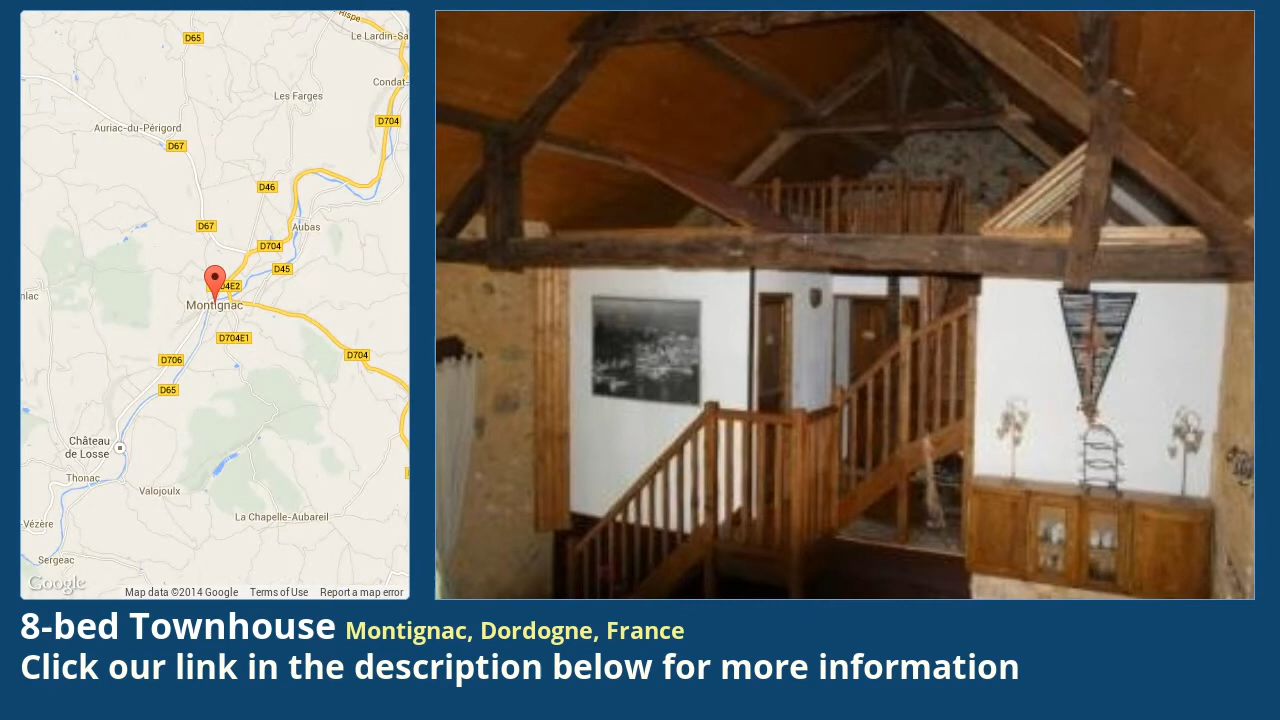 Rispe
D65
Le Lardin-Sa
Condat-
Les Farges
D704
Auriac-du-Périgord
D67
D46
D67
Aubas
D704
D45
04E2
nlac
Montignac
D704E1
D704
D706
D65
Château
de Losse
Thonac
Valojoulx
La Chapelle-Aubareil
-Vézère
Sergeac
Google
Map data ©2014 Google Terms of Use Report a map error
8-bed Townhouse Montignac, Dordogne, France
Click our link in the description below for more information